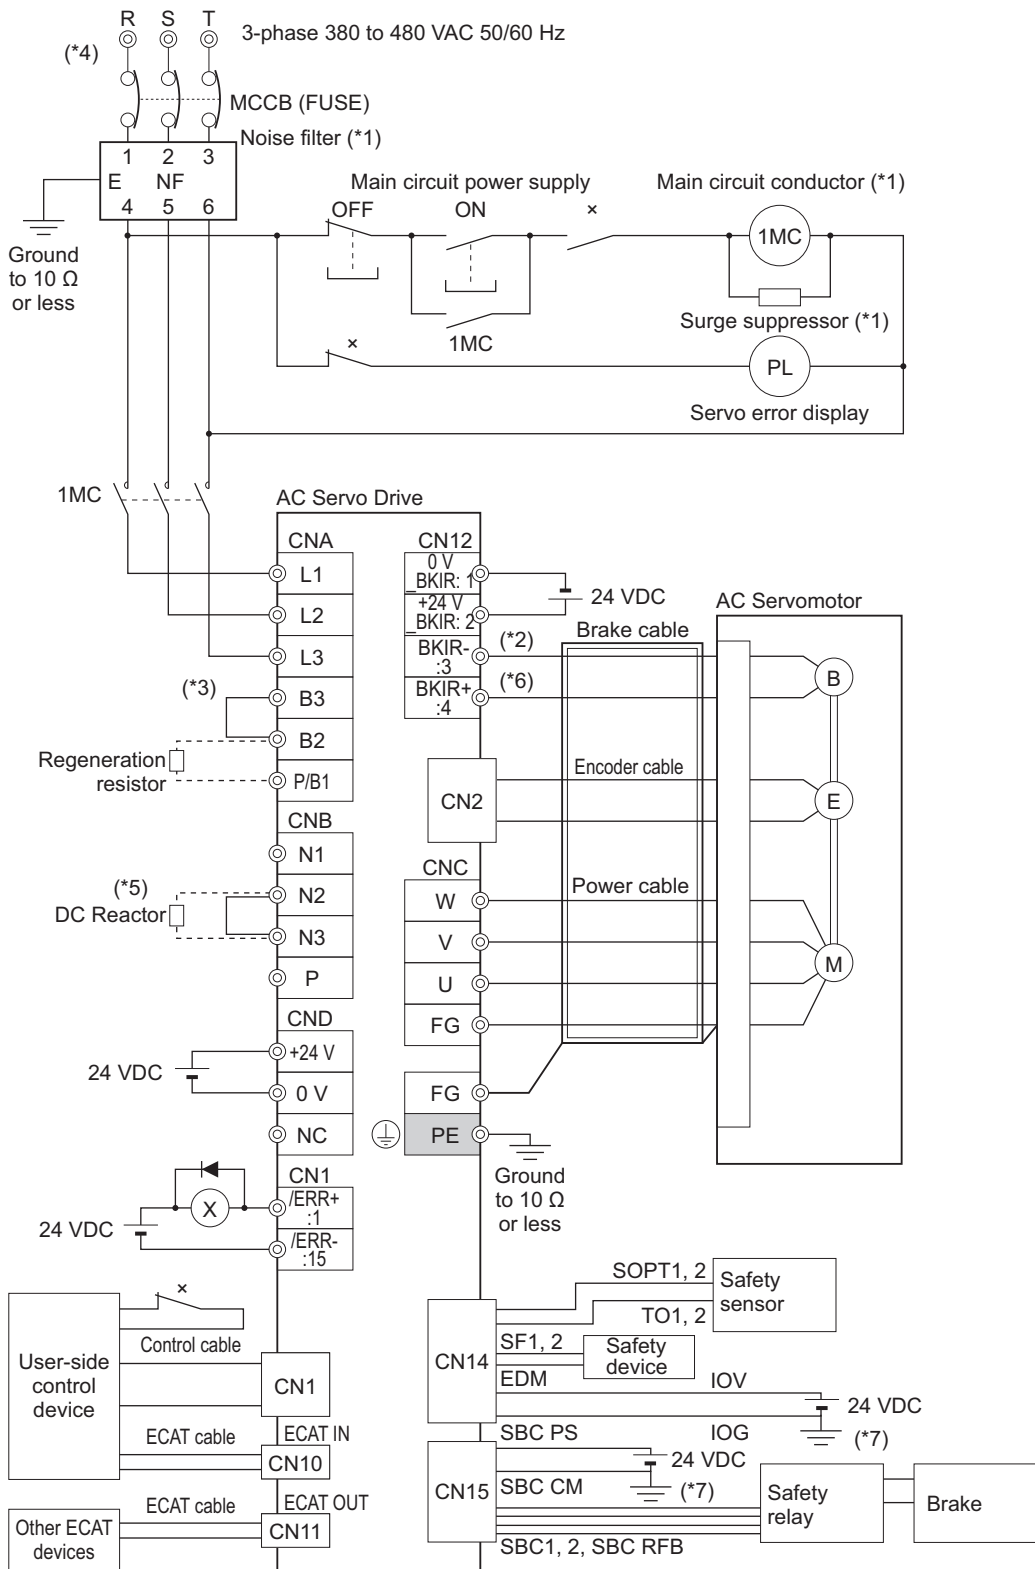 R S T
3-phase 380 to 480 VAC 50/60 Hz
(*4)
MCCB (FUSE)
Noise filter (*1)
1 2 3
E NF
4 5 6
Ground
to 10 Ω
or less
Main circuit power supply
OFF ON
×
Main circuit conductor (*1)
1MC
Surge suppressor (*1)
1MC
×
PL
Servo error display
1MC
AC Servo Drive
CNA
L1
L2
L3
(*3)
B3
B2
P/B1
Regeneration
resistor
CNB
N1
N2
N3
P
(*5)
DC Reactor
CND
+24 V
0 V
NC
24 VDC
CN1
/ERR+
:1
/ERR-
:15
X
24 VDC
CN12
0 V
_BKIR: 1
+24 V
_BKIR: 2
BKIR-
:3
BKIR+
:4
24 VDC
(*2)
(*6)
Brake cable
AC Servomotor
B
CN2
Encoder cable
E
CNC
W
V
U
FG
Power cable
M
FG
PE
Ground
to 10 Ω
or less
×
User-side
control
device
Control cable
CN1
ECAT cable
ECAT IN
CN10
Other ECAT
devices
ECAT cable
ECAT OUT
CN11
CN14
SOPT1, 2
TO1, 2
Safety
sensor
SF1, 2
Safety
device
EDM
IOV
24 VDC
IOG
(*7)
CN15
SBC PS
24 VDC
SBC CM
(*7)
SBC1, 2, SBC RFB
Safety
relay
Brake